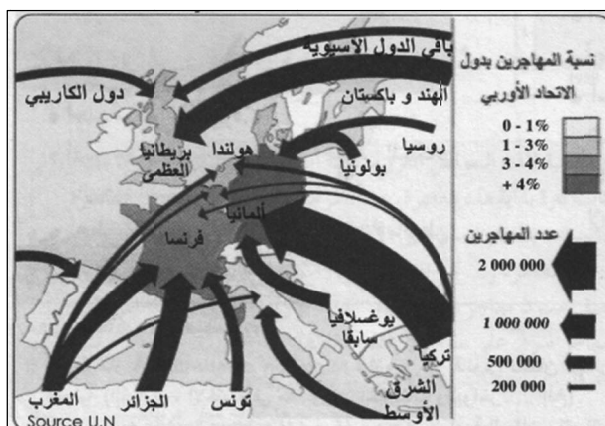 باقي الدول الآسيوية
الهند و باكستان
دول الكاريبي
روسيا
بولونيا
هولندا
بريطانيا
العظمى
ألمانيا
فرنسا
يوغسلافيا
سابقا
تركيا
الشرق
الأوسط
تونس
الجزائر
المغرب
Source U.N
نسبة المهاجرين بدول
الاتحاد الأوربي
0 - 1%
1 - 3%
3 - 4%
+ 4%
عدد المهاجرين
2 000 000
1 000 000
500 000
200 000